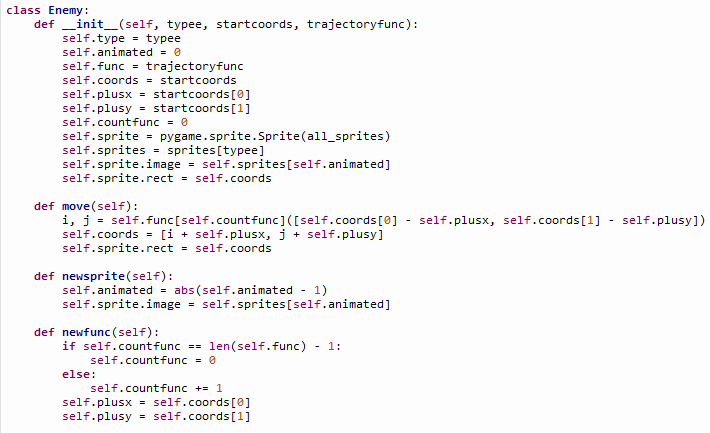 class Enemy:
    def __init__(self, typee, startcoords, trajectoryfunc):
        self.type = typee
        self.animated = 0
        self.func = trajectoryfunc
        self.coords = startcoords
        self.plusx = startcoords[0]
        self.plusy = startcoords[1]
        self.countfunc = 0
        self.sprite = pygame.sprite.Sprite(all_sprites)
        self.sprites = sprites[typee]
        self.sprite.image = self.sprites[self.animated]
        self.sprite.rect = self.coords

    def move(self):
        i, j = self.func[self.countfunc]([self.coords[0] - self.plusx, self.coords[1] - self.plusy])
        self.coords = [i + self.plusx, j + self.plusy]
        self.sprite.rect = self.coords

    def newsprite(self):
        self.animated = abs(self.animated - 1)
        self.sprite.image = self.sprites[self.animated]

    def newfunc(self):
        if self.countfunc == len(self.func) - 1:
            self.countfunc = 0
        else:
            self.countfunc += 1
        self.plusx = self.coords[0]
        self.plusy = self.coords[1]